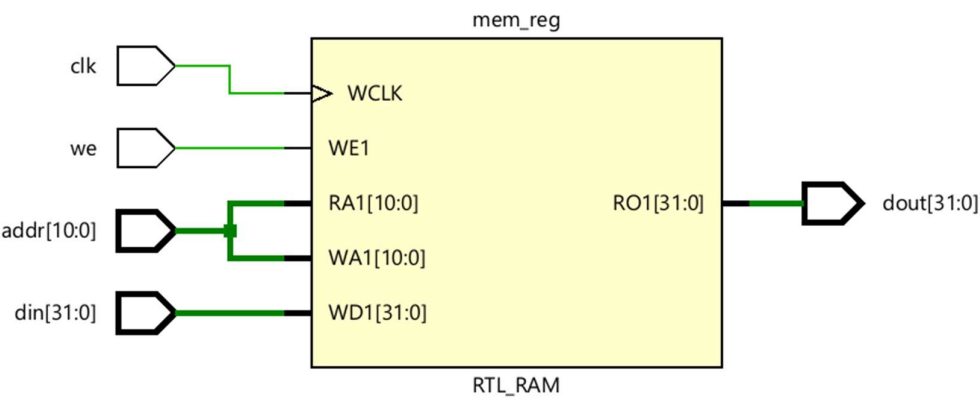 mem_reg
clk
WCLK
we
WE1
RA1[10:0]
RO1[31:0]
dout[31:0]
addr[10:0]
WA1[10:0]
din[31:0]
WD1[31:0]
RTL_RAM